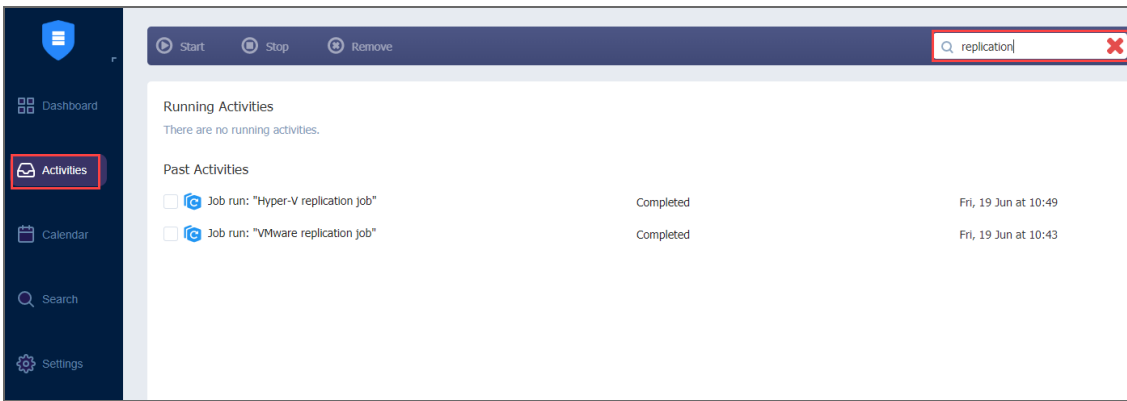 Start Stop Remove replication
Dashboard
Activities
Calendar
Search
Settings
Running Activities
There are no running activities.
Past Activities
Job run: "Hyper-V replication job" Completed Fri, 19 Jun at 10:49
Job run: "VMware replication job" Completed Fri, 19 Jun at 10:43